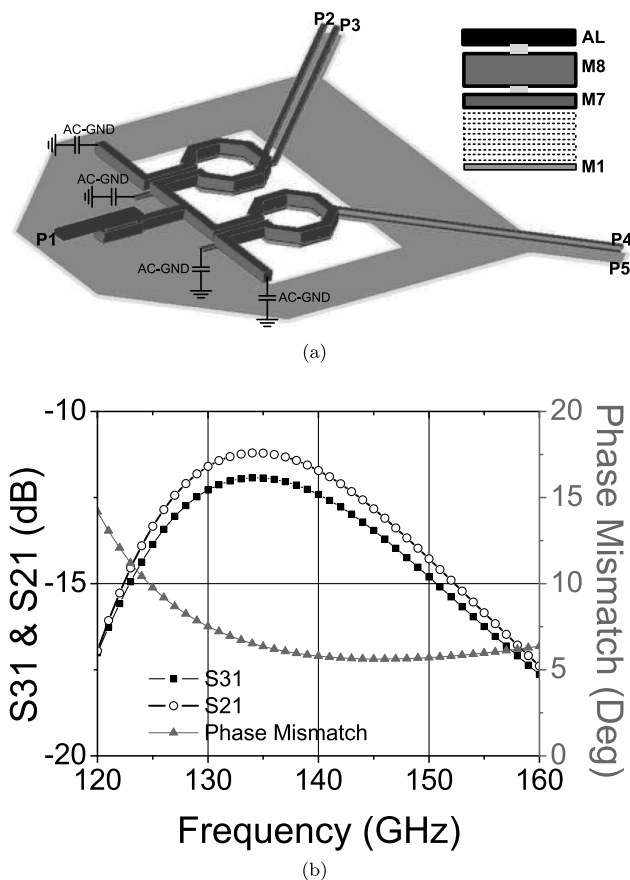 P2
P3
AL
M8
M7
M1
AC-GND
AC-GND
P1
AC-GND
AC-GND
P4
P5
(a)
S31 & S21 (dB)
-10
-15
-20
20
15
10
5
0
Phase Mismatch (Deg)
S31
S21
Phase Mismatch
120 130 140 150 160
Frequency (GHz)
(b)